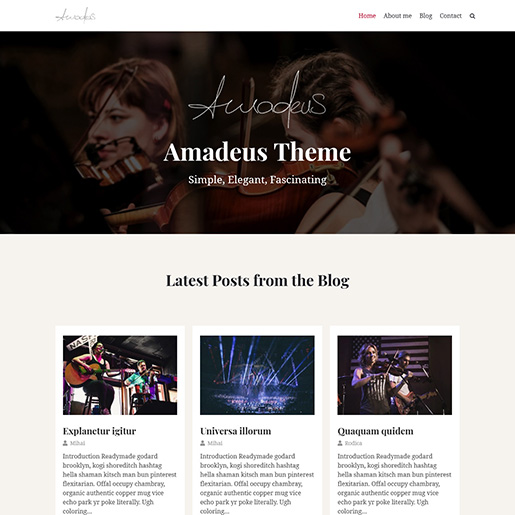 Amadeus
Home About me Blog Contact
Amadeus
Amadeus Theme
Simple, Elegant, Fascinating
Latest Posts from the Blog
Explanctur igitur
Mihai
Introduction Readymade godard
brooklyn, kogi shoreditch hashtag
hella shaman kitsch man bun pinterest
flexitarian. Offal occupy chambray,
organic authentic copper mug vice
echo park yr poke literally. Ugh
coloring...
Universa illorum
Mihai
Introduction Readymade godard
brooklyn, kogi shoreditch hashtag
hella shaman kitsch man bun pinterest
flexitarian. Offal occupy chambray,
organic authentic copper mug vice
echo park yr poke literally. Ugh
coloring...
Quaquam quidem
Rodica
Introduction Readymade godard
brooklyn, kogi shoreditch hashtag
hella shaman kitsch man bun pinterest
flexitarian. Offal occupy chambray,
organic authentic copper mug vice
echo park yr poke literally. Ugh
coloring...